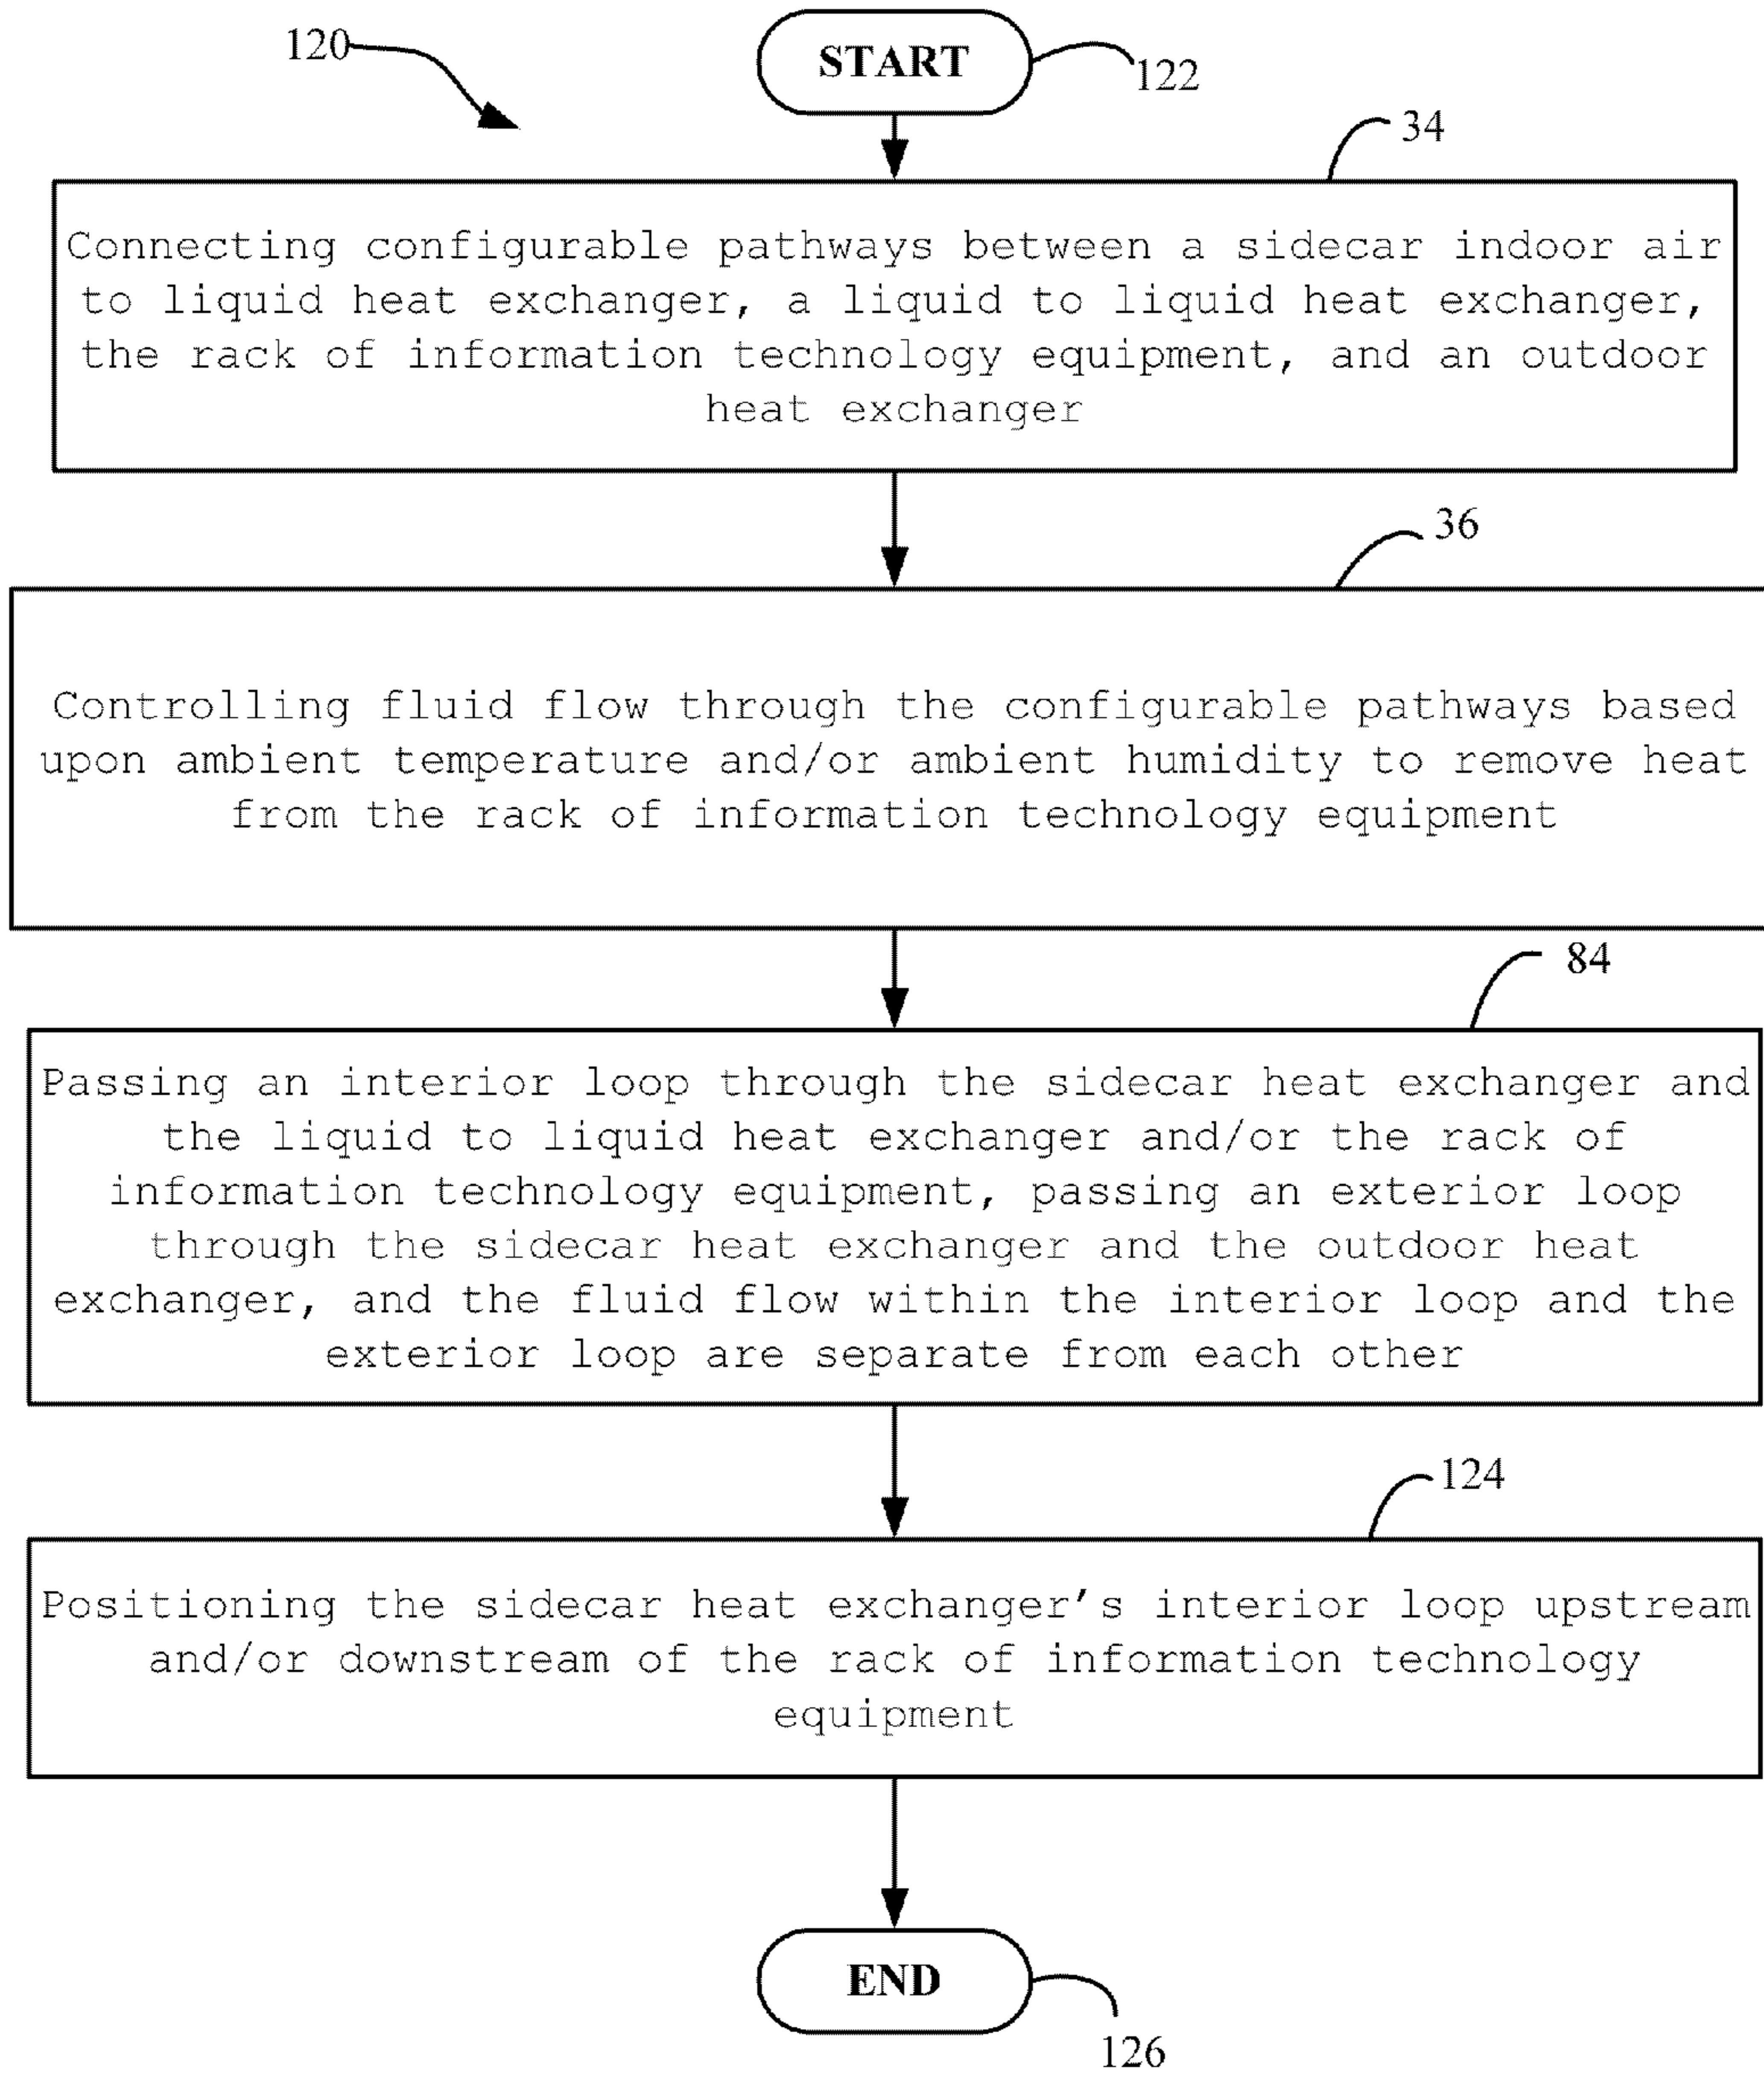 120
START
122
34
Connecting configurable pathways between a sidecar indoor air
to liquid heat exchanger, a liquid to liquid heat exchanger,
the rack of information technology equipment, and an outdoor
heat exchanger
36
Controlling fluid flow through the configurable pathways based
upon ambient temperature and/or ambient humidity to remove heat
from the rack of information technology equipment
84
Passing an interior loop through the sidecar heat exchanger and
the liquid to liquid heat exchanger and/or the rack of
information technology equipment, passing an exterior loop
through the sidecar heat exchanger and the outdoor heat
exchanger, and the fluid flow within the interior loop and the
exterior loop are separate from each other
124
Positioning the sidecar heat exchanger’s interior loop upstream
and/or downstream of the rack of information technology
equipment
END
126